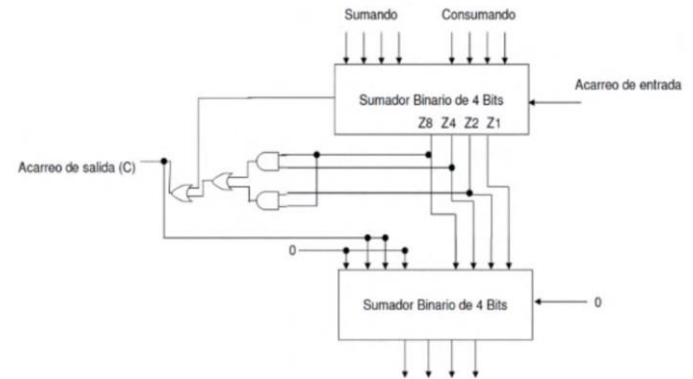 Sumando Consumando
Acarreo de entrada
Sumador Binario de 4 Bits
Z8 Z4 Z2 Z1
Acarreo de salida (C)
0
Sumador Binario de 4 Bits
0